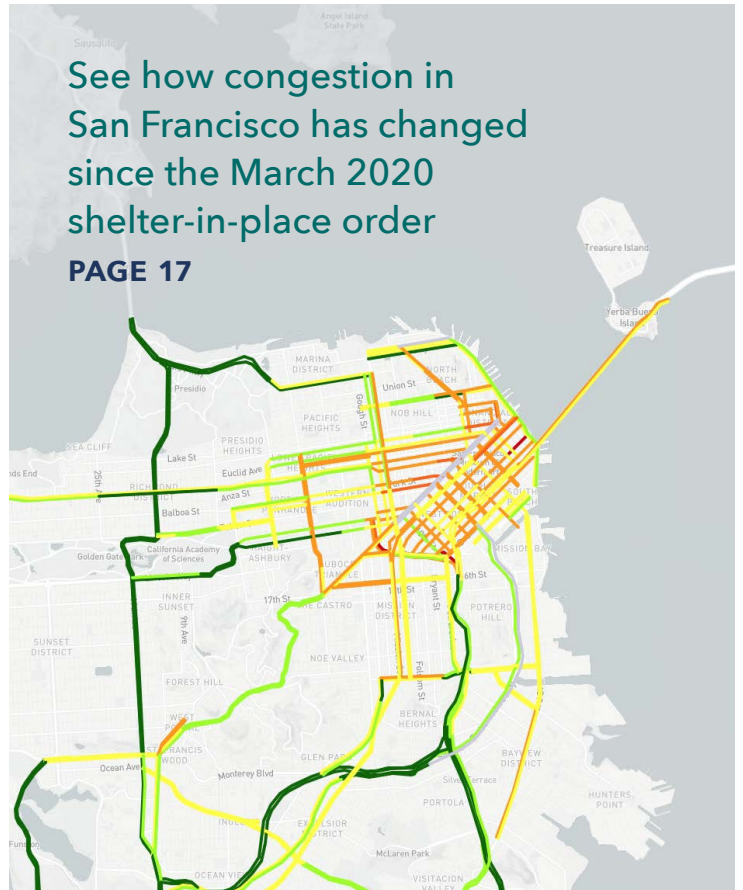 Angel Island
State Park
Sausalito
See how congestion in
San Francisco has changed
since the March 2020
shelter-in-place order
PAGE 17
Treasure Island
Yerba Buena
Island
MARINA
DISTRICT
NORTH
BEACH
Union St
Presidio
Gough St
NOB HILL
PACIFIC
HEIGHTS
PRESIDIO
HEIGHTS
SEA CLIFF
Lake St
Euclid Ave
25th Ave
RICHMOND
DISTRICT
Anza St
WESTERN
AUDITION
SOUTH
Balboa St
PANHANDLE
MISSION BAY
California Academy
of Sciences
Golden Gate Park
HAIGHT-
ASHBURY
DUBOCE
TRIANGLE
6th St
INNER
SUNSET
17th St
THE CASTRO
MISSION
DISTRICT
Bryant St
POTRERO
HILL
SUNSET
DISTRICT
9th Ave
NOE VALLEY
Folsom St
FOREST HILL
BERNAL
HEIGHTS
WEST
PORTAL
ST FRANCIS
WOOD
GLEN PARK
BAYVIEW
DISTRICT
Ocean Ave
Monterey Blvd
Silver Terrace
HUNTERS
POINT
PORTOLA
EXCELSIOR
DISTRICT
McLaren Park
OCEAN VIEW
VISITACION
VALLEY